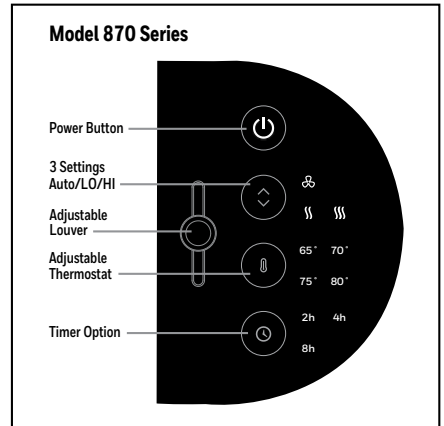 Model 870 Series
Power Button
3 Settings
Auto/LO/HI
Adjustable
Louver
65° 70°
Adjustable
Thermostat
75° 80°
2h 4h
Timer Option
8h